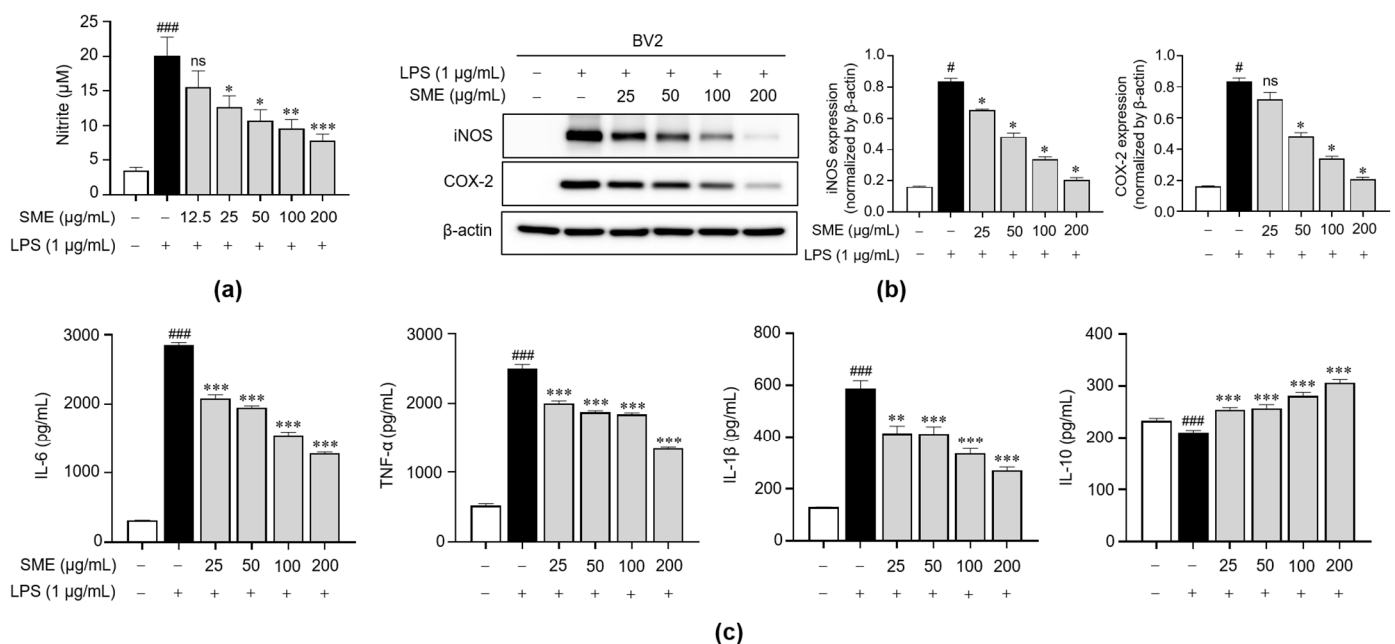 25
20
15
10
5
0
Nitrite (μM)
###
ns
*
*
**
***
SME (μg/mL) – – 12.5 25 50 100 200
LPS (1 μg/mL) – + + + + + +
(a)
BV2
LPS (1 μg/mL) – + + + + +
SME (μg/mL) – – 25 50 100 200
iNOS
COX-2
β-actin
1.0
0.8
0.6
0.4
0.2
0.0
iNOS expression
(normalized by β-actin)
#
*
*
*
*
SME (μg/mL) – – 25 50 100 200
LPS (1 μg/mL) – + + + + +
1.0
0.8
0.6
0.4
0.2
0.0
COX-2 expression
(normalized by β-actin)
#
ns
*
*
*
– – 25 50 100 200
– + + + + +
(b)
3000
2000
1000
0
IL-6 (pg/mL)
###
***
***
***
***
SME (μg/mL) – – 25 50 100 200
LPS (1 μg/mL) – + + + + +
3000
2000
1000
0
TNF-α (pg/mL)
###
***
***
***
***
– – 25 50 100 200
– + + + + +
800
600
400
200
0
IL-1β (pg/mL)
###
**
***
***
***
– – 25 50 100 200
– + + + + +
400
300
200
100
0
IL-10 (pg/mL)
###
***
***
***
***
– – 25 50 100 200
– + + + + +
(c)